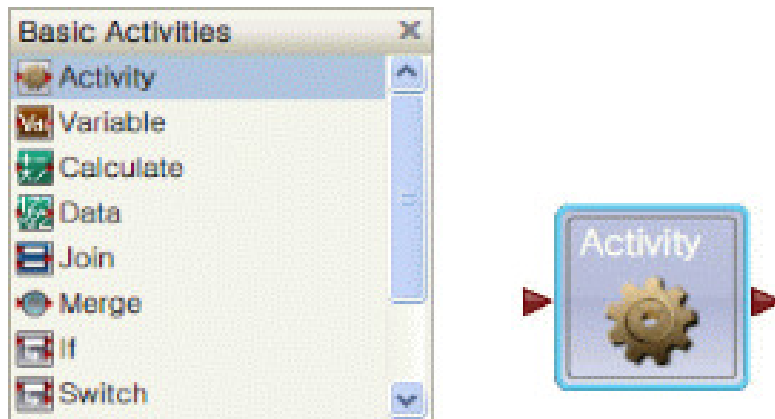 Basic Activities
Activity
Variable
Calculate
Data
Join
Merge
If
Switch
Activity